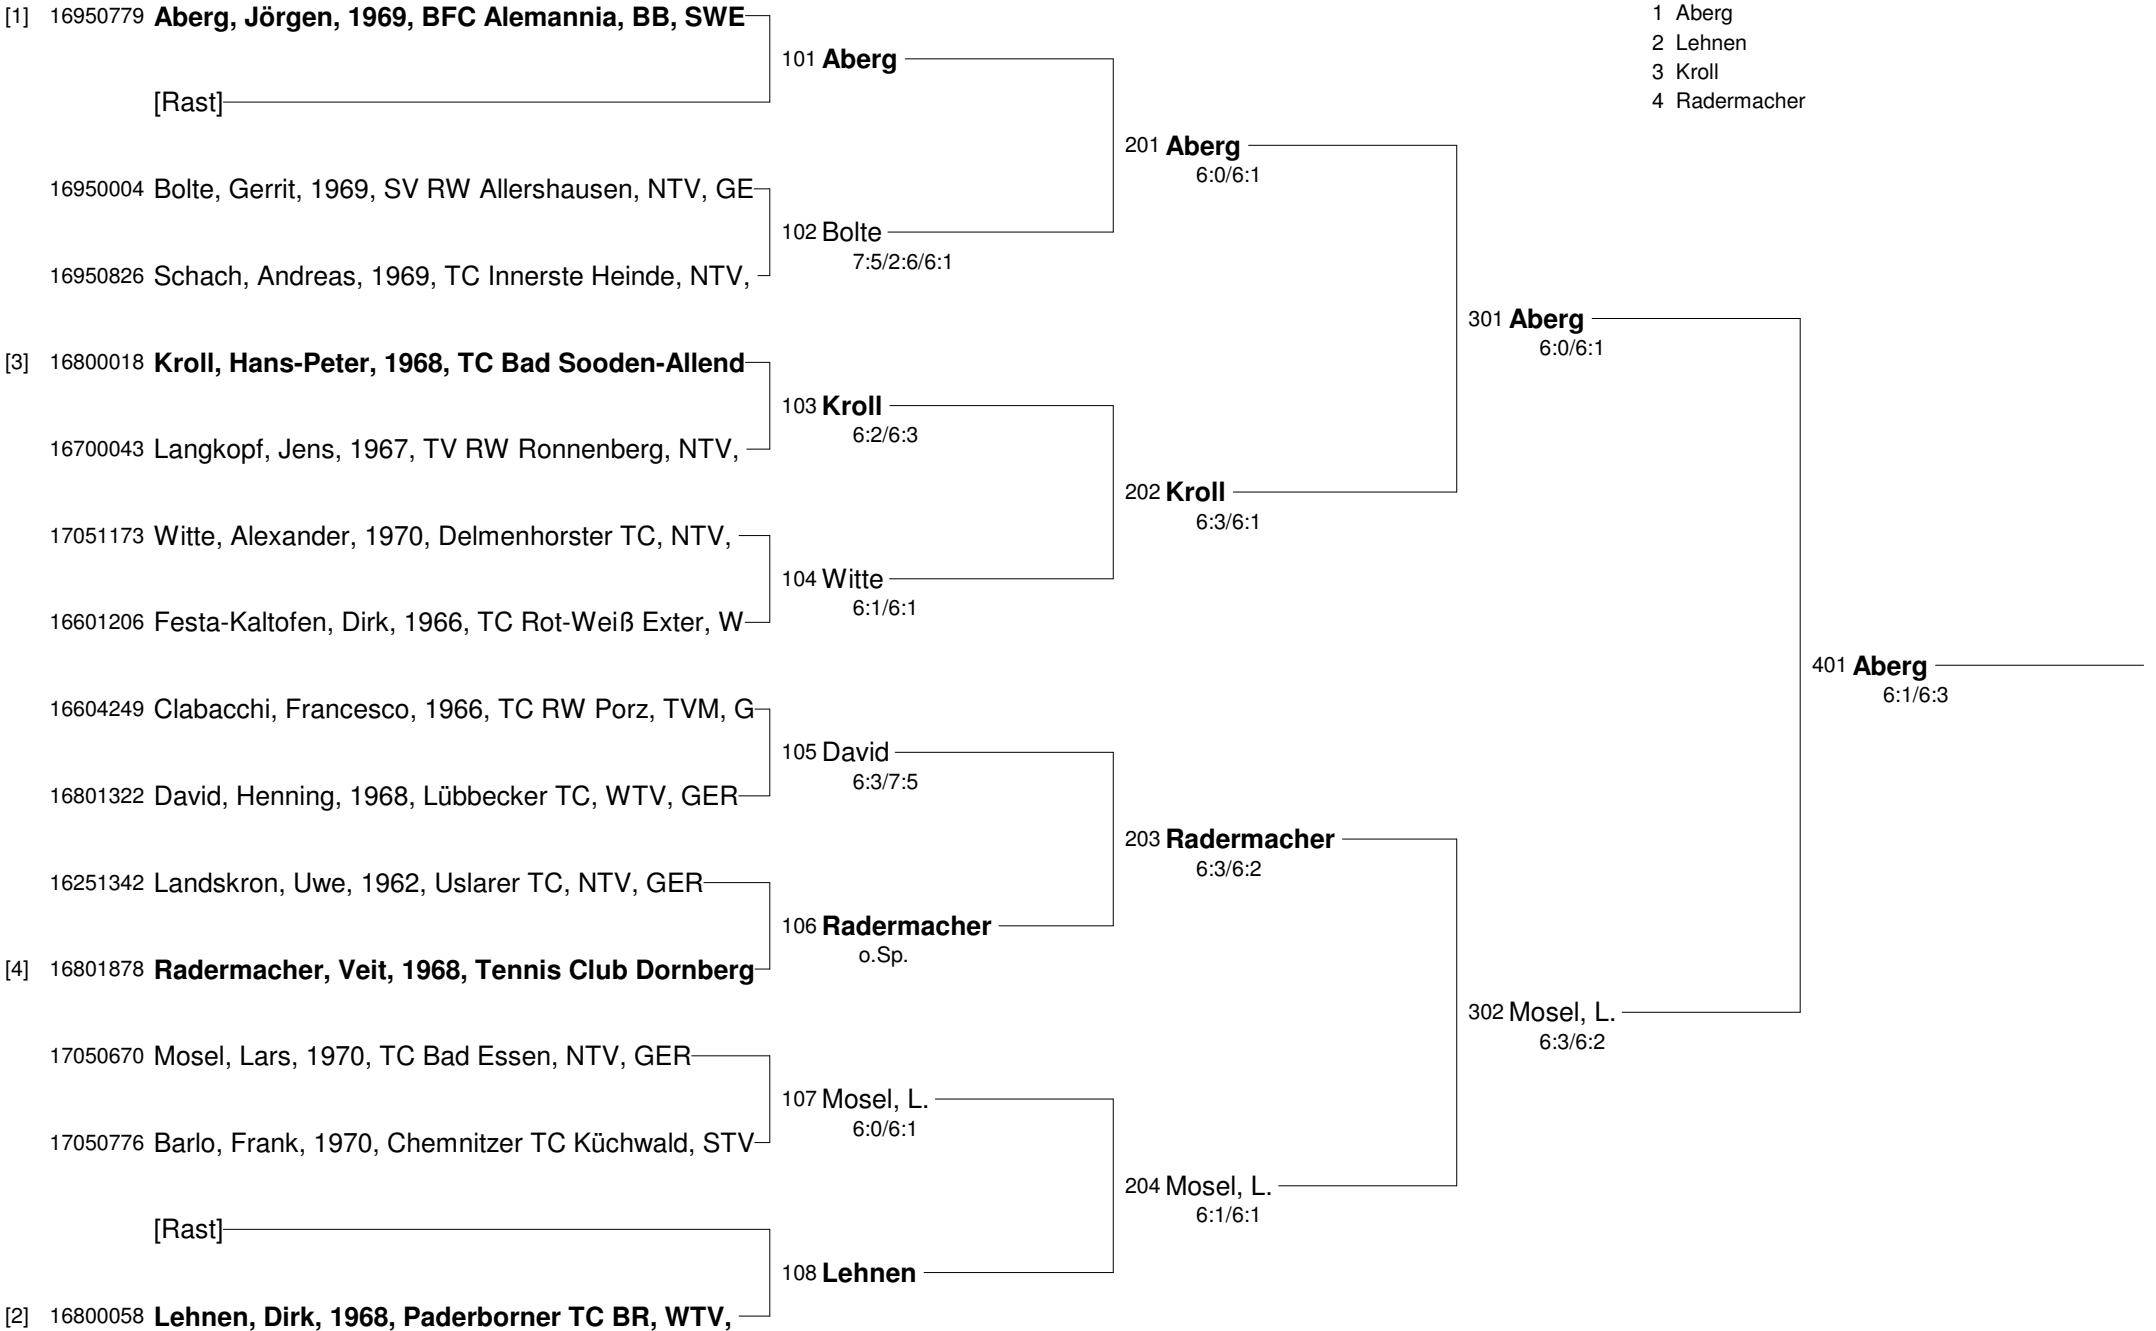 [1] 16950779 Aberg, Jörgen, 1969, BFC Alemannia, BB, SWE
1 Aberg
2 Lehnen
3 Kroll
4 Radermacher
101 Aberg
[Rast]
201 Aberg
6:0/6:1
16950004 Bolte, Gerrit, 1969, SV RW Allershausen, NTV, GE
102 Bolte
7:5/2:6/6:1
16950826 Schach, Andreas, 1969, TC Innerste Heinde, NTV,
301 Aberg
6:0/6:1
[3] 16800018 Kroll, Hans-Peter, 1968, TC Bad Sooden-Allend
103 Kroll
6:2/6:3
16700043 Langkopf, Jens, 1967, TV RW Ronnenberg, NTV,
202 Kroll
6:3/6:1
17051173 Witte, Alexander, 1970, Delmenhorster TC, NTV,
104 Witte
6:1/6:1
16601206 Festa-Kaltofen, Dirk, 1966, TC Rot-Weiß Exter, W
401 Aberg
6:1/6:3
16604249 Clabacchi, Francesco, 1966, TC RW Porz, TVM, G
105 David
6:3/7:5
16801322 David, Henning, 1968, Lübbecker TC, WTV, GER
203 Radermacher
6:3/6:2
16251342 Landskron, Uwe, 1962, Uslarer TC, NTV, GER
106 Radermacher
o.Sp.
[4] 16801878 Radermacher, Veit, 1968, Tennis Club Dornberg
302 Mosel, L.
6:3/6:2
17050670 Mosel, Lars, 1970, TC Bad Essen, NTV, GER
107 Mosel, L.
6:0/6:1
17050776 Barlo, Frank, 1970, Chemnitzer TC Küchwald, STV
204 Mosel, L.
6:1/6:1
[Rast]
108 Lehnen
[2] 16800058 Lehnen, Dirk, 1968, Paderborner TC BR, WTV,